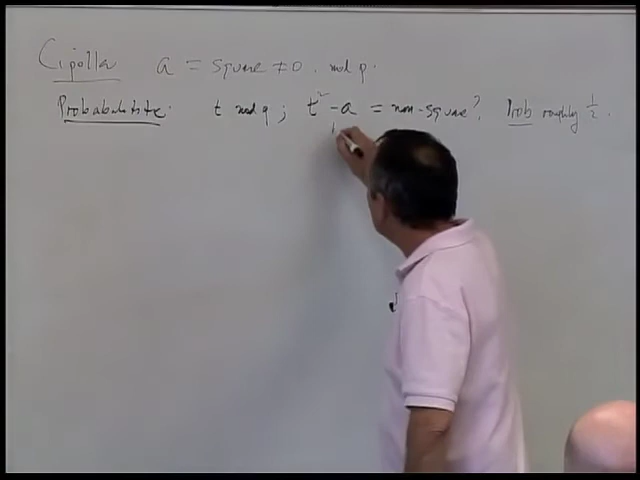 Cipolla a = square ≠ 0. mod q.
Probabilistic: t mod q; t² - a = non-square? Prob roughly 1/2.